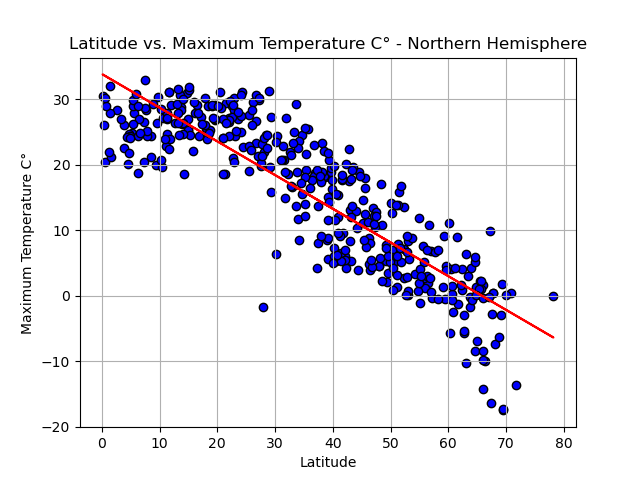 Latitude vs. Maximum Temperature C° - Northern Hemisphere
Maximum Temperature C°
30
20
10
0
−10
−20
0 10 20 30 40 50 60 70 80
Latitude